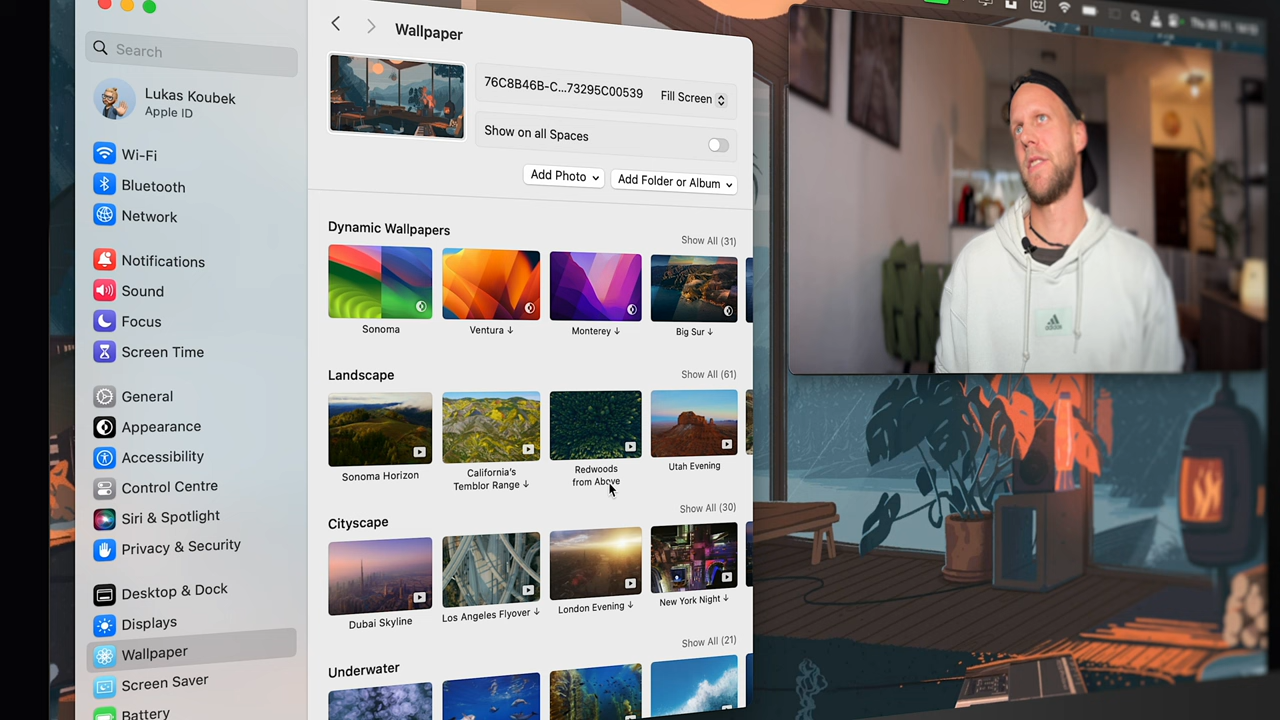 Search
Lukas Koubek
Apple ID
Wi-Fi
Bluetooth
Network
Notifications
Sound
Focus
Screen Time
General
Appearance
Accessibility
Control Centre
Siri & Spotlight
Privacy & Security
Desktop & Dock
Displays
Wallpaper
Screen Saver
Battery
Wallpaper
76C8B46B-C...73295C00539
Fill Screen
Show on all Spaces
Add Photo
Add Folder or Album
Dynamic Wallpapers
Show All (31)
Sonoma
Ventura ↓
Monterey ↓
Big Sur ↓
Landscape
Show All (61)
Sonoma Horizon
California's
Temblor Range ↓
Redwoods
from Above
Utah Evening
Cityscape
Show All (30)
Dubai Skyline
Los Angeles Flyover ↓
London Evening ↓
New York Night ↓
Underwater
Show All (21)
CZ
adidas